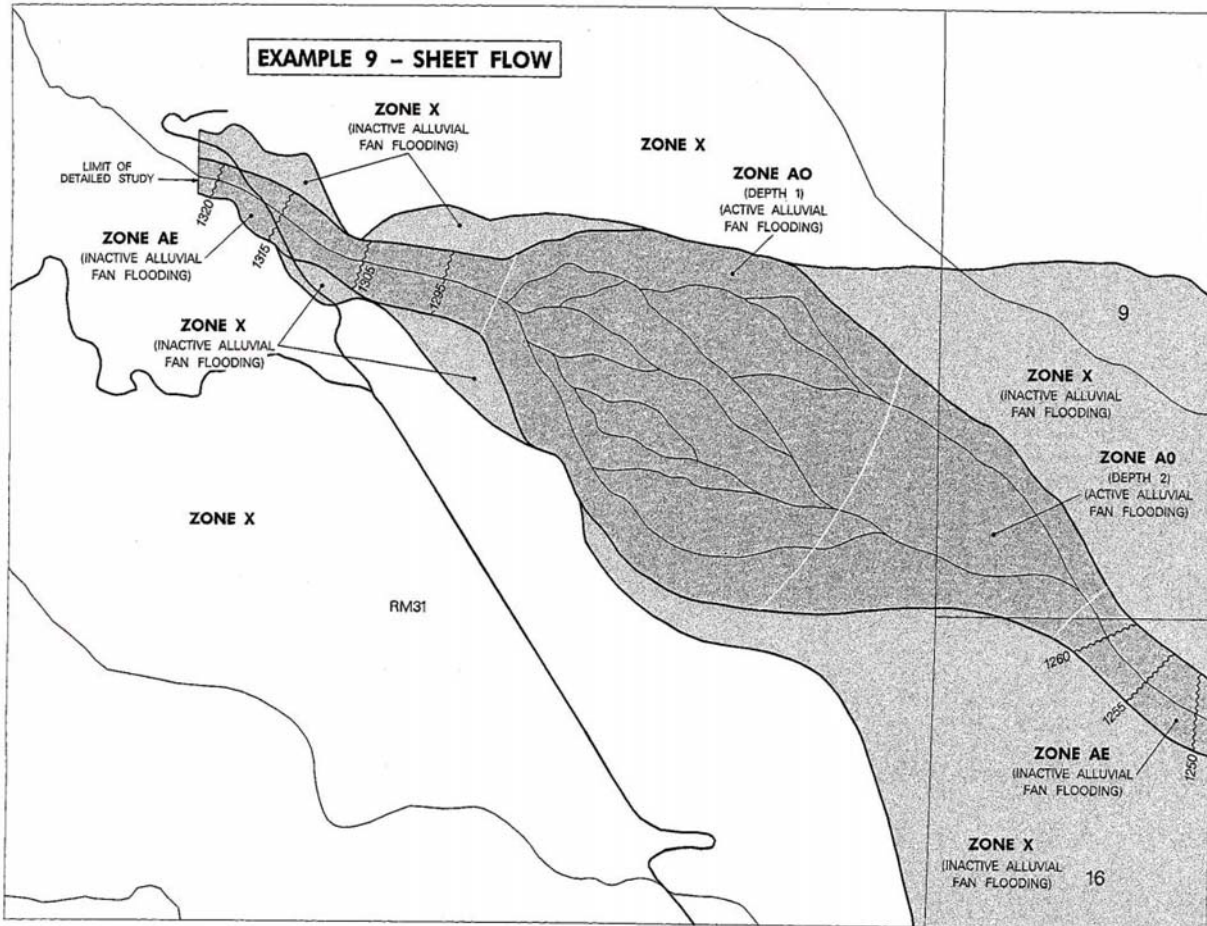 EXAMPLE 9 – SHEET FLOW
ZONE X
(INACTIVE ALLUVIAL
FAN FLOODING)
ZONE X
LIMIT OF
DETAILED STUDY
ZONE AO
(DEPTH 1)
(ACTIVE ALLUVIAL
FAN FLOODING)
1320
ZONE AE
(INACTIVE ALLUVIAL
FAN FLOODING)
1315
1305
1295
ZONE X
(INACTIVE ALLUVIAL
FAN FLOODING)
9
ZONE X
(INACTIVE ALLUVIAL
FAN FLOODING)
ZONE A0
(DEPTH 2)
(ACTIVE ALLUVIAL
FAN FLOODING)
ZONE X
RM31
1260
1255
1250
ZONE AE
(INACTIVE ALLUVIAL
FAN FLOODING)
ZONE X
(INACTIVE ALLUVIAL
FAN FLOODING)
16